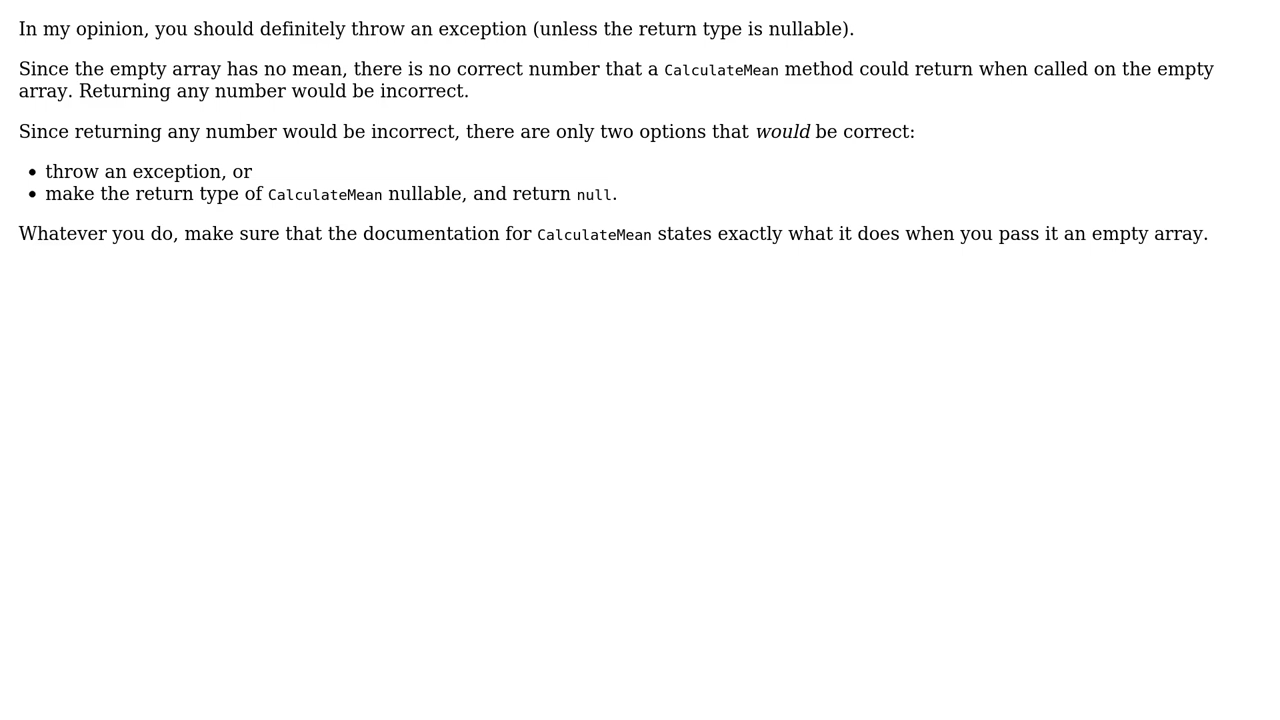 In my opinion, you should definitely throw an exception (unless the return type is nullable).
Since the empty array has no mean, there is no correct number that a CalculateMean method could return when called on the empty
array. Returning any number would be incorrect.
Since returning any number would be incorrect, there are only two options that would be correct:
• throw an exception, or
• make the return type of CalculateMean nullable, and return null.
Whatever you do, make sure that the documentation for CalculateMean states exactly what it does when you pass it an empty array.